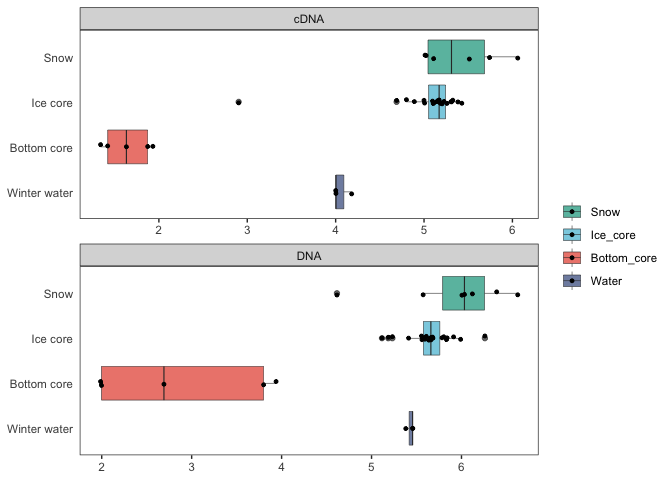 cDNA
Snow
Ice core
Bottom core
Winter water
2 3 4 5 6
DNA
Snow
Ice core
Bottom core
Winter water
2 3 4 5 6
Snow
Ice_core
Bottom_core
Water